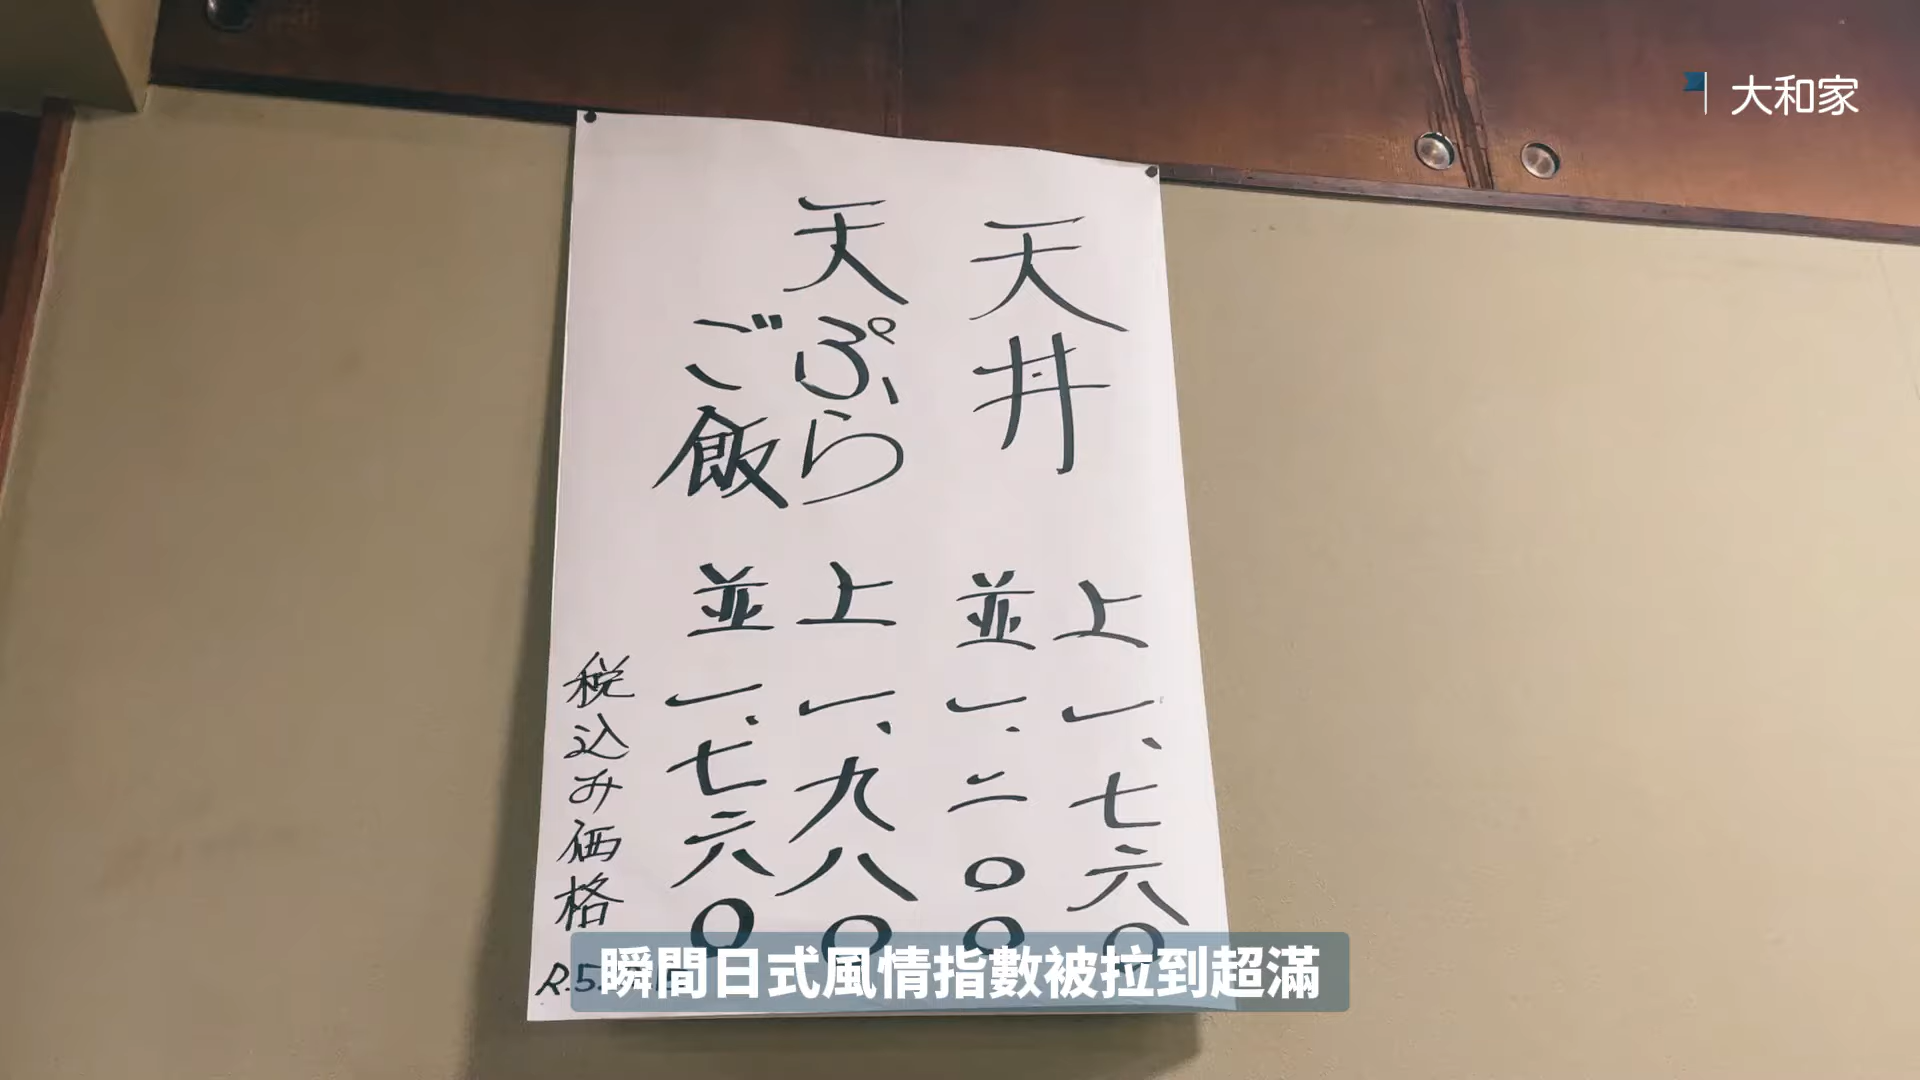 大和家
天丼
上 一、七六〇
並 一、二〇〇
天ぷら
ご飯
上 一、九八〇
並 一、七六〇
税込み価格
R.5.
瞬間日式風情指數被拉到超滿